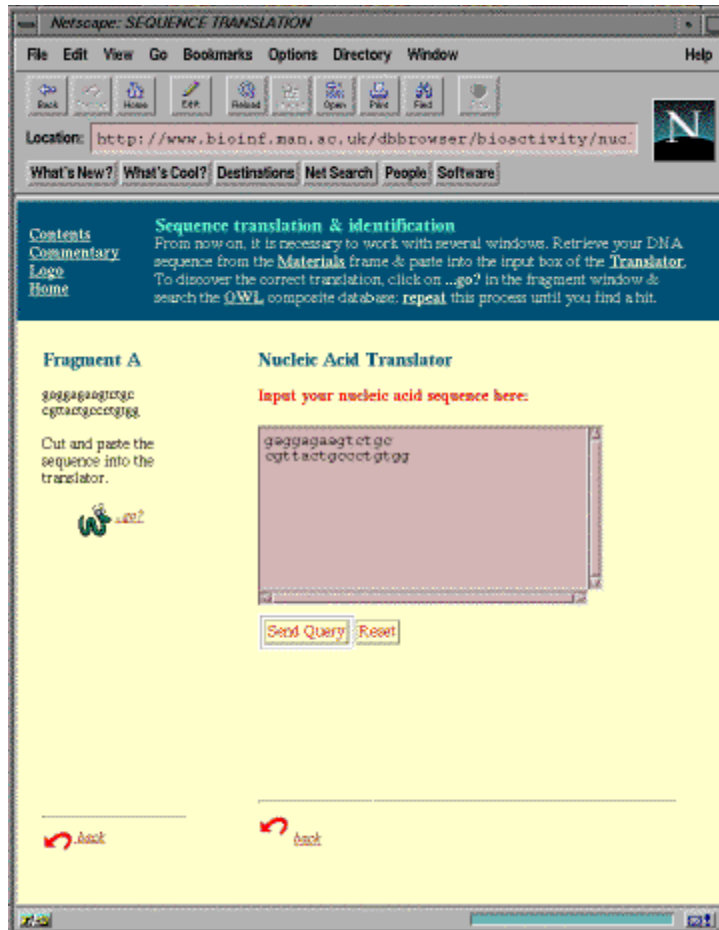 Netscape: SEQUENCE TRANSLATION
File Edit View Go Bookmarks Options Directory Window Help
Back Home Edit Reload Open Print Find
Location: http://www.bioinf.man.ac.uk/dbbrowser/bioactivity/nuc
N
What's New? What's Cool? Destinations Net Search People Software
Contents
Commentary
Logo
Home
Sequence translation & identification
From now on, it is necessary to work with several windows. Retrieve your DNA
sequence from the Materials frame & paste into the input box of the Translator.
To discover the correct translation, click on ...go? in the fragment window &
search the OWL composite database; repeat this process until you find a hit.
Fragment A
gaggagaagtctgc
cgttactgccctgtgg
Cut and paste the
sequence into the
translator.
...go?
back
Nucleic Acid Translator
Input your nucleic acid sequence here:
gaggagaagtctgc
cgttactgccctgtgg
Send Query Reset
back